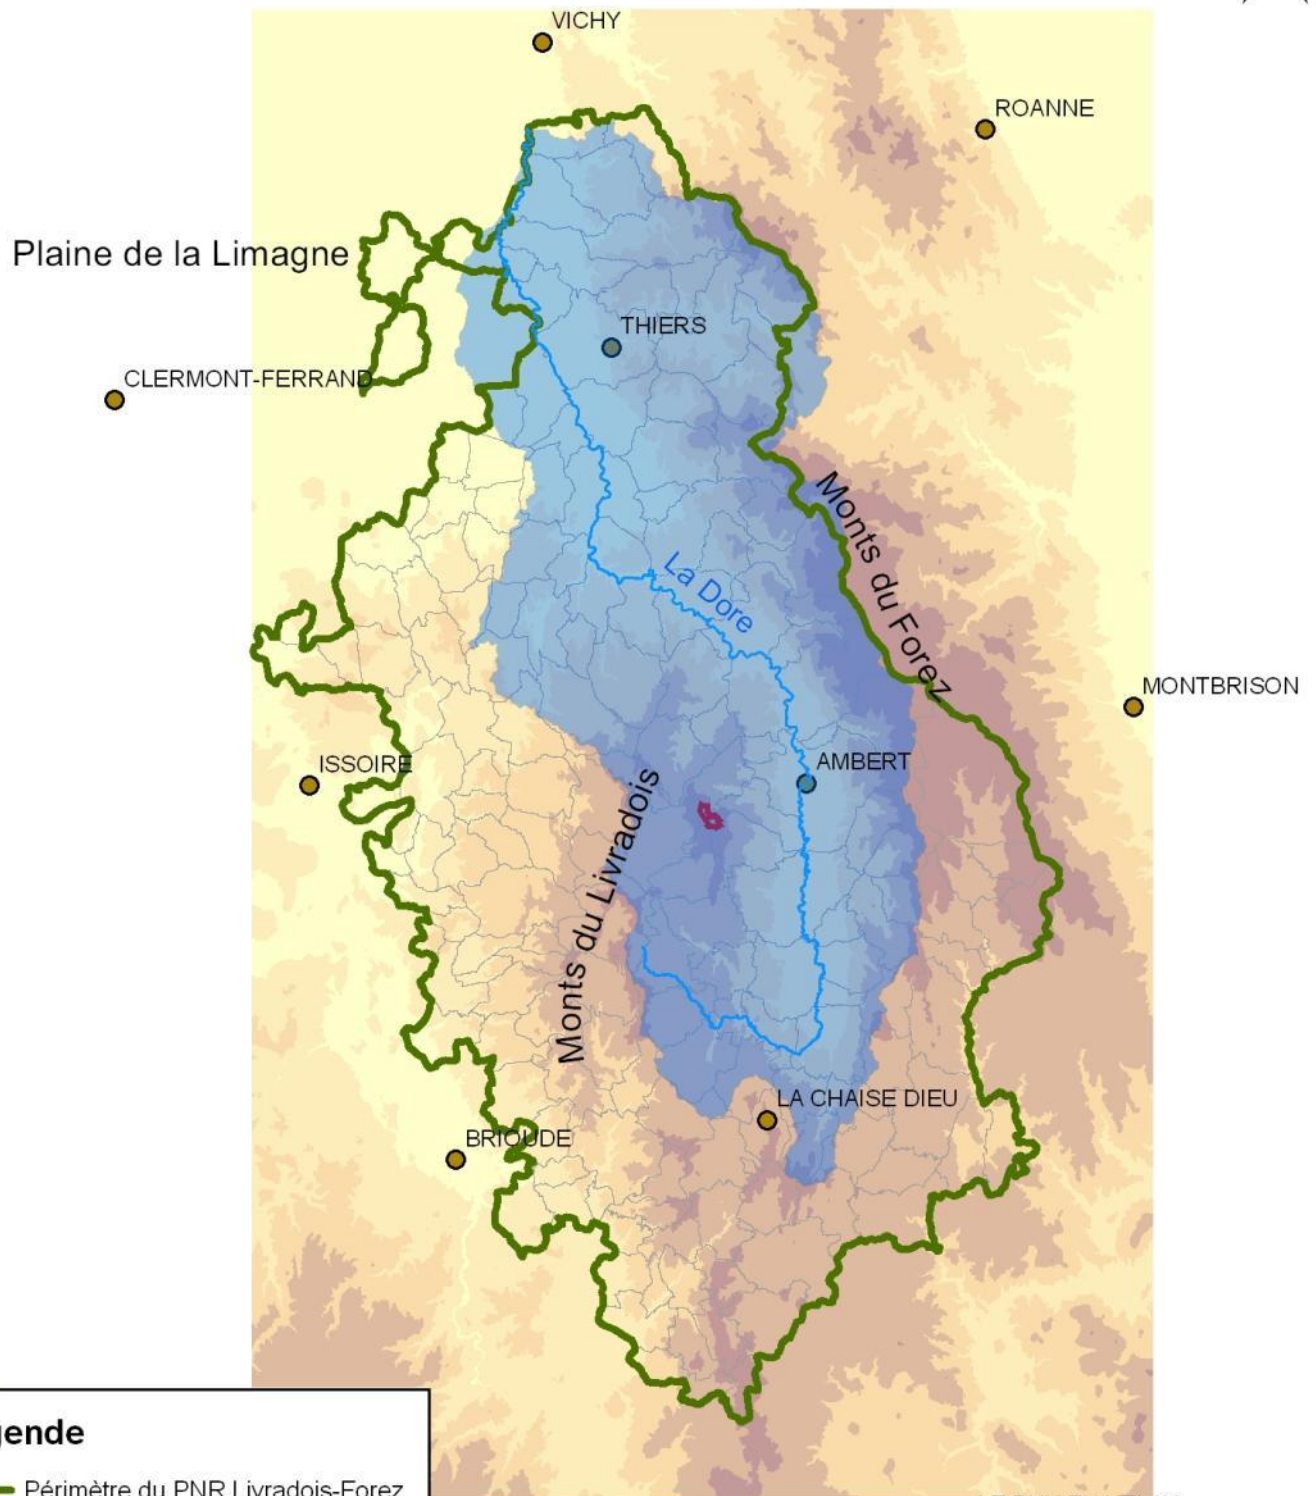 VICHY
ROANNE
Plaine de la Limagne
THIERS
CLERMONT-FERRAND
Monts du Forez
La Dore
MONTBRISON
ISSOIRE
AMBERT
Monts du Livradois
LA CHAISE DIEU
BRIOUDE
gende
Périmètre du PNR Livradois-Forez